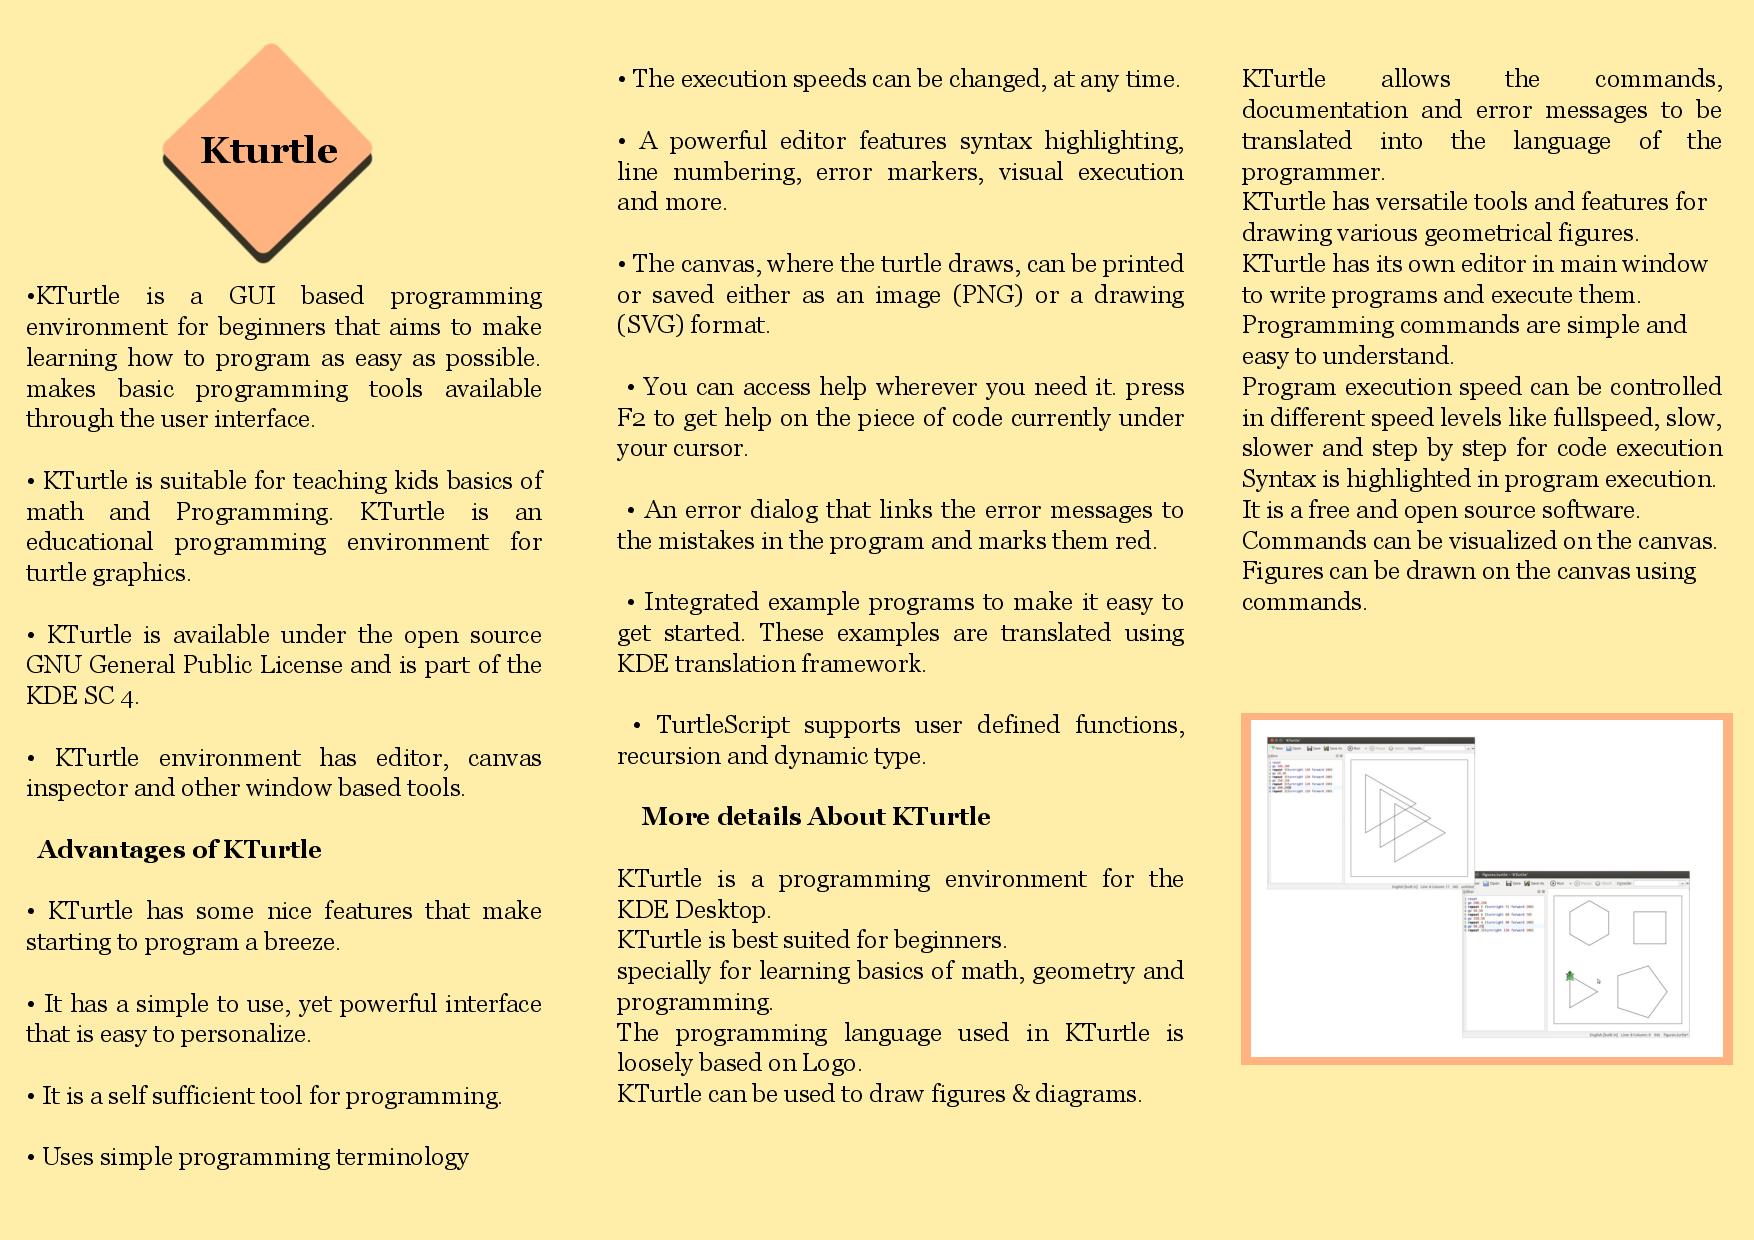 Kturtle
•KTurtle is a GUI based programming
environment for beginners that aims to make
learning how to program as easy as possible.
makes basic programming tools available
through the user interface.
• KTurtle is suitable for teaching kids basics of
math and Programming. KTurtle is an
educational programming environment for
turtle graphics.
• KTurtle is available under the open source
GNU General Public License and is part of the
KDE SC 4.
• KTurtle environment has editor, canvas
inspector and other window based tools.
Advantages of KTurtle
• KTurtle has some nice features that make
starting to program a breeze.
• It has a simple to use, yet powerful interface
that is easy to personalize.
• It is a self sufficient tool for programming.
• Uses simple programming terminology
• The execution speeds can be changed, at any time.
• A powerful editor features syntax highlighting,
line numbering, error markers, visual execution
and more.
• The canvas, where the turtle draws, can be printed
or saved either as an image (PNG) or a drawing
(SVG) format.
• You can access help wherever you need it. press
F2 to get help on the piece of code currently under
your cursor.
• An error dialog that links the error messages to
the mistakes in the program and marks them red.
• Integrated example programs to make it easy to
get started. These examples are translated using
KDE translation framework.
• TurtleScript supports user defined functions,
recursion and dynamic type.
More details About KTurtle
KTurtle is a programming environment for the
KDE Desktop.
KTurtle is best suited for beginners.
specially for learning basics of math, geometry and
programming.
The programming language used in KTurtle is
loosely based on Logo.
KTurtle can be used to draw figures & diagrams.
KTurtle allows the commands,
documentation and error messages to be
translated into the language of the
programmer.
KTurtle has versatile tools and features for
drawing various geometrical figures.
KTurtle has its own editor in main window
to write programs and execute them.
Programming commands are simple and
easy to understand.
Program execution speed can be controlled
in different speed levels like fullspeed, slow,
slower and step by step for code execution
Syntax is highlighted in program execution.
It is a free and open source software.
Commands can be visualized on the canvas.
Figures can be drawn on the canvas using
commands.